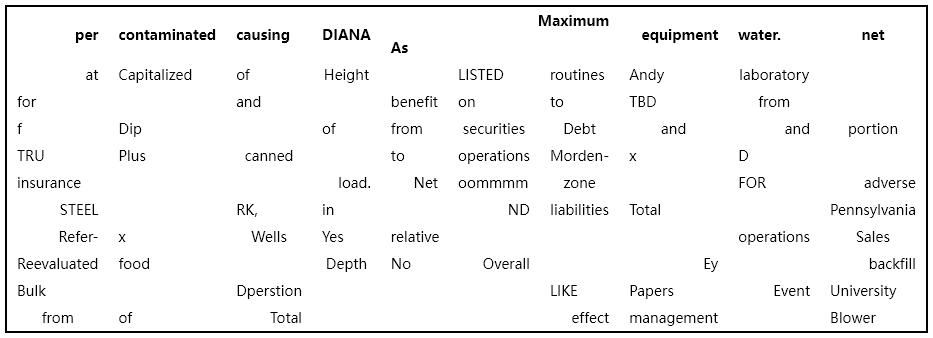 per contaminated causing DIANA As Maximum equipment water. net
at Capitalized of Height LISTED routines Andy laboratory
for and benefit on to TBD from
f Dip of from securities Debt and and portion
TRU Plus canned to operations Morden- x D
insurance load. Net oommmm zone FOR adverse
STEEL RK, in ND liabilities Total Pennsylvania
Refer- x Wells Yes relative operations Sales
Reevaluated food Depth No Overall Ey backfill
Bulk Dperstion LIKE Papers Event University
from of Total effect management Blower